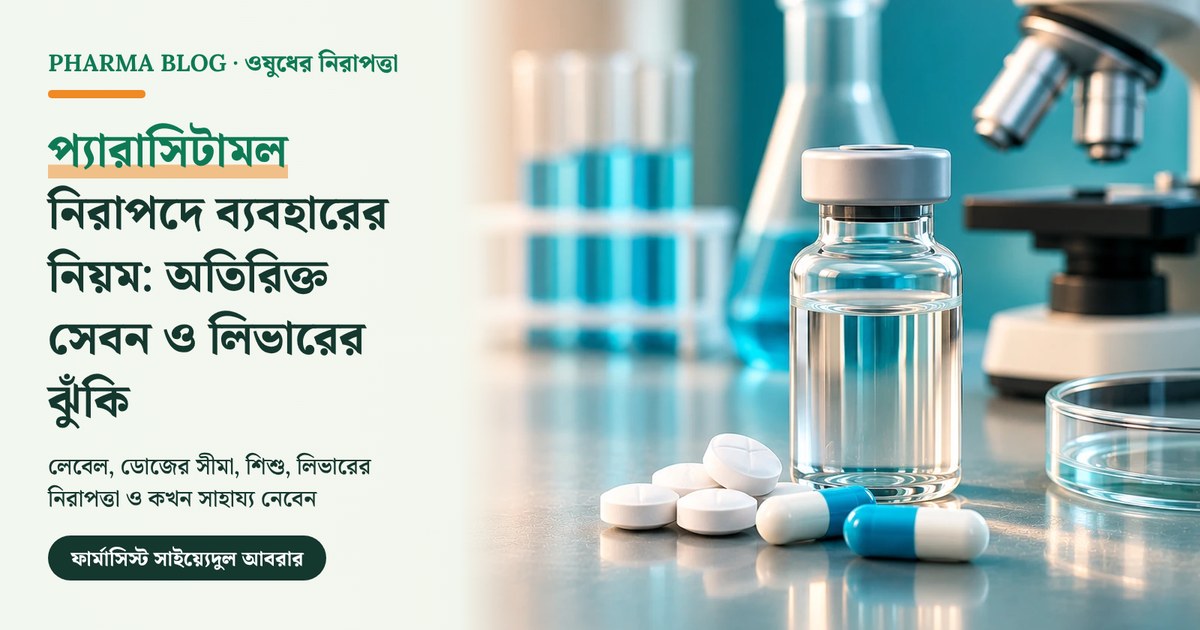 PHARMA BLOG · ওষুধের নিরাপত্তা
প্যারাসিটামল
নিরাপদে ব্যবহারের
নিয়ম: অতিরিক্ত
সেবন ও লিভারের
ঝুঁকি
লেবেল, ডোজের সীমা, শিশু, লিভারের
নিরাপত্তা ও কখন সাহায্য নেবেন
ফার্মাসিস্ট সাইয়্যেদুল আবরার